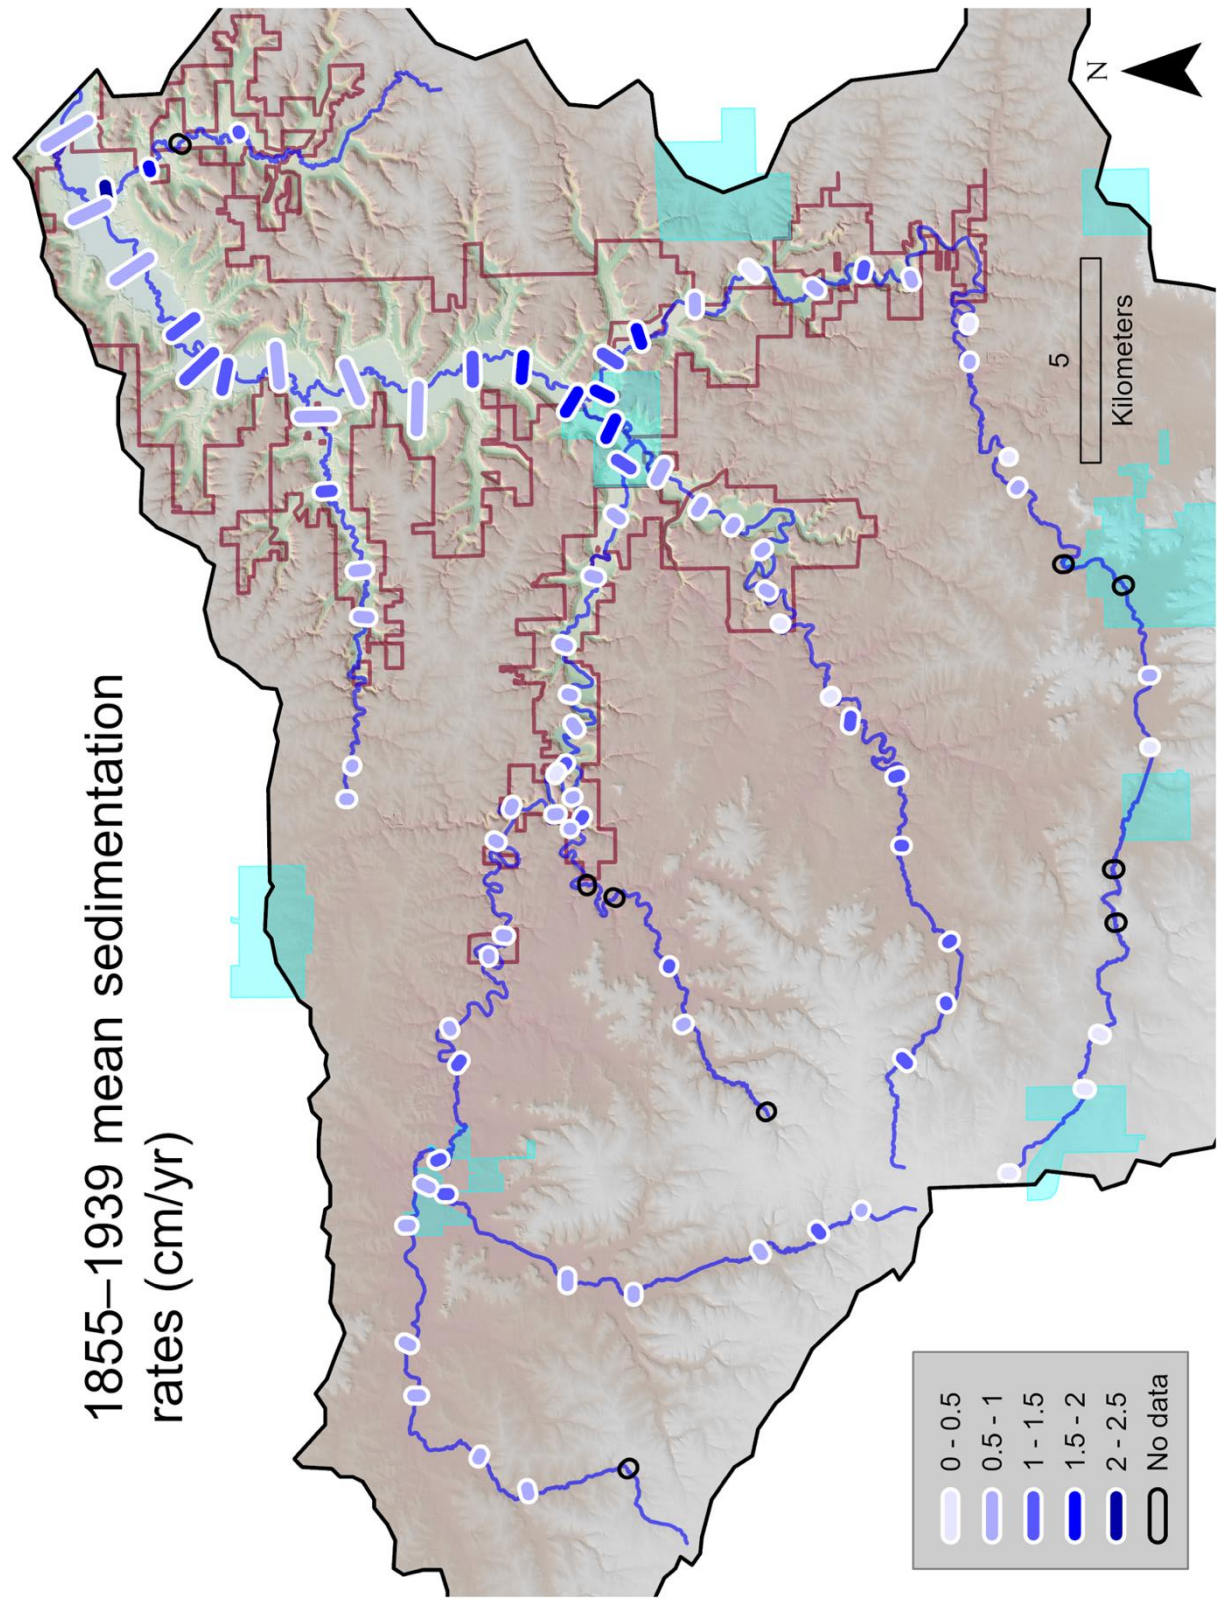 1855–1939 mean sedimentation
rates (cm/yr)
0 - 0.5
0.5 - 1
1 - 1.5
1.5 - 2
2 - 2.5
No data
5
Kilometers
N